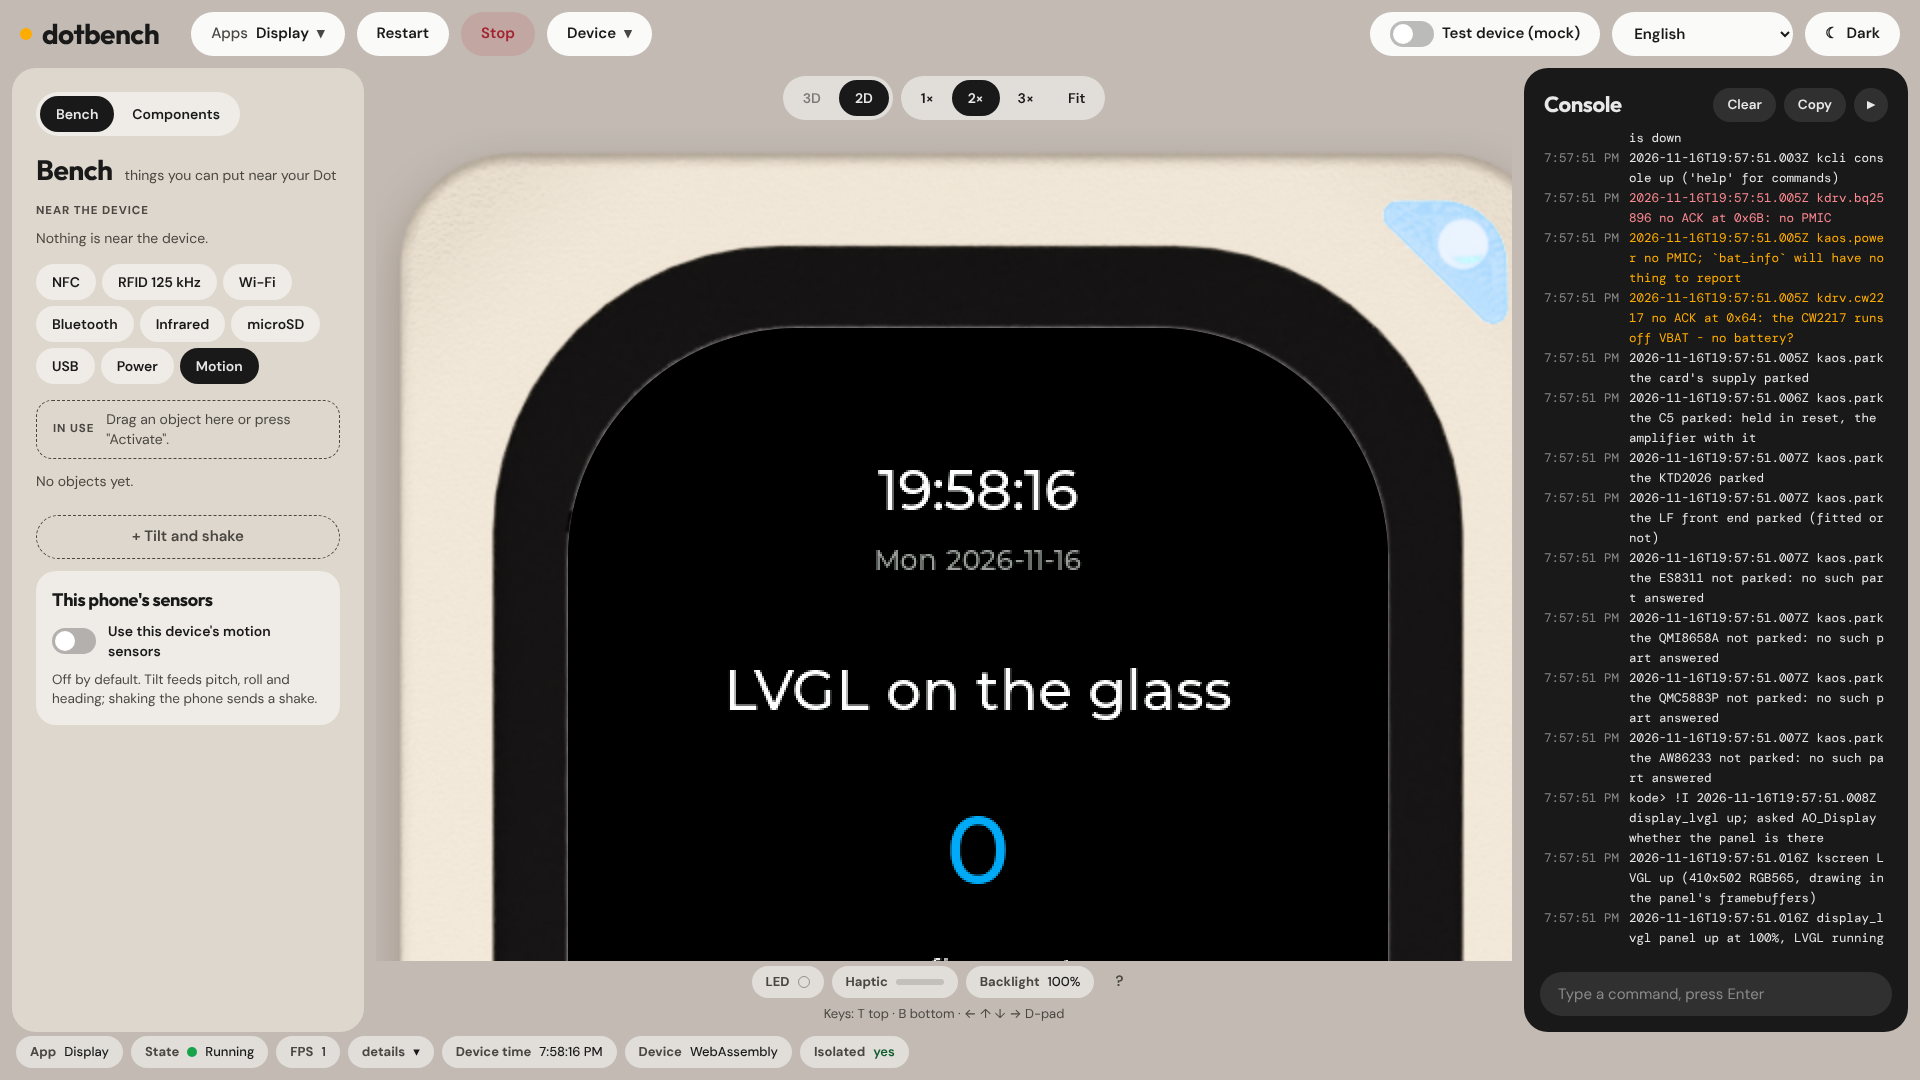 dotbench
Apps Display ▾
Restart
Stop
Device ▾
Test device (mock)
English
Dark
Bench
Components
Bench things you can put near your Dot
NEAR THE DEVICE
Nothing is near the device.
NFC
RFID 125 kHz
Wi-Fi
Bluetooth
Infrared
microSD
USB
Power
Motion
IN USE
Drag an object here or press
"Activate".
No objects yet.
+ Tilt and shake
This phone's sensors
Use this device's motion
sensors
Off by default. Tilt feeds pitch, roll and
heading; shaking the phone sends a shake.
3D
2D
1×
2×
3×
Fit
19:58:16
Mon 2026-11-16
LVGL on the glass
0
LED
Haptic
Backlight 100%
?
Keys: T top · B bottom · ← ↑ ↓ → D-pad
Console
Clear
Copy
is down
7:57:51 PM 2026-11-16T19:57:51.003Z kcli cons
ole up ('help' for commands)
7:57:51 PM 2026-11-16T19:57:51.005Z kdrv.bq25
896 no ACK at 0x6B: no PMIC
7:57:51 PM 2026-11-16T19:57:51.005Z kaos.powe
r no PMIC; `bat_info` will have no
thing to report
7:57:51 PM 2026-11-16T19:57:51.005Z kdrv.cw22
17 no ACK at 0x64: the CW2217 runs
off VBAT - no battery?
7:57:51 PM 2026-11-16T19:57:51.005Z kaos.park
the card's supply parked
7:57:51 PM 2026-11-16T19:57:51.006Z kaos.park
the C5 parked: held in reset, the
amplifier with it
7:57:51 PM 2026-11-16T19:57:51.007Z kaos.park
the KTD2026 parked
7:57:51 PM 2026-11-16T19:57:51.007Z kaos.park
the LF front end parked (fitted or
not)
7:57:51 PM 2026-11-16T19:57:51.007Z kaos.park
the ES8311 not parked: no such par
t answered
7:57:51 PM 2026-11-16T19:57:51.007Z kaos.park
the QMI8658A not parked: no such p
art answered
7:57:51 PM 2026-11-16T19:57:51.007Z kaos.park
the QMC5883P not parked: no such p
art answered
7:57:51 PM 2026-11-16T19:57:51.007Z kaos.park
the AW86233 not parked: no such pa
rt answered
7:57:51 PM kode> !I 2026-11-16T19:57:51.008Z
display_lvgl up; asked AO_Display
whether the panel is there
7:57:51 PM 2026-11-16T19:57:51.016Z kscreen L
VGL up (410x502 RGB565, drawing in
the panel's framebuffers)
7:57:51 PM 2026-11-16T19:57:51.016Z display_l
vgl panel up at 100%, LVGL running
Type a command, press Enter
App Display
State Running
FPS 1
details ▾
Device time 7:58:16 PM
Device WebAssembly
Isolated yes